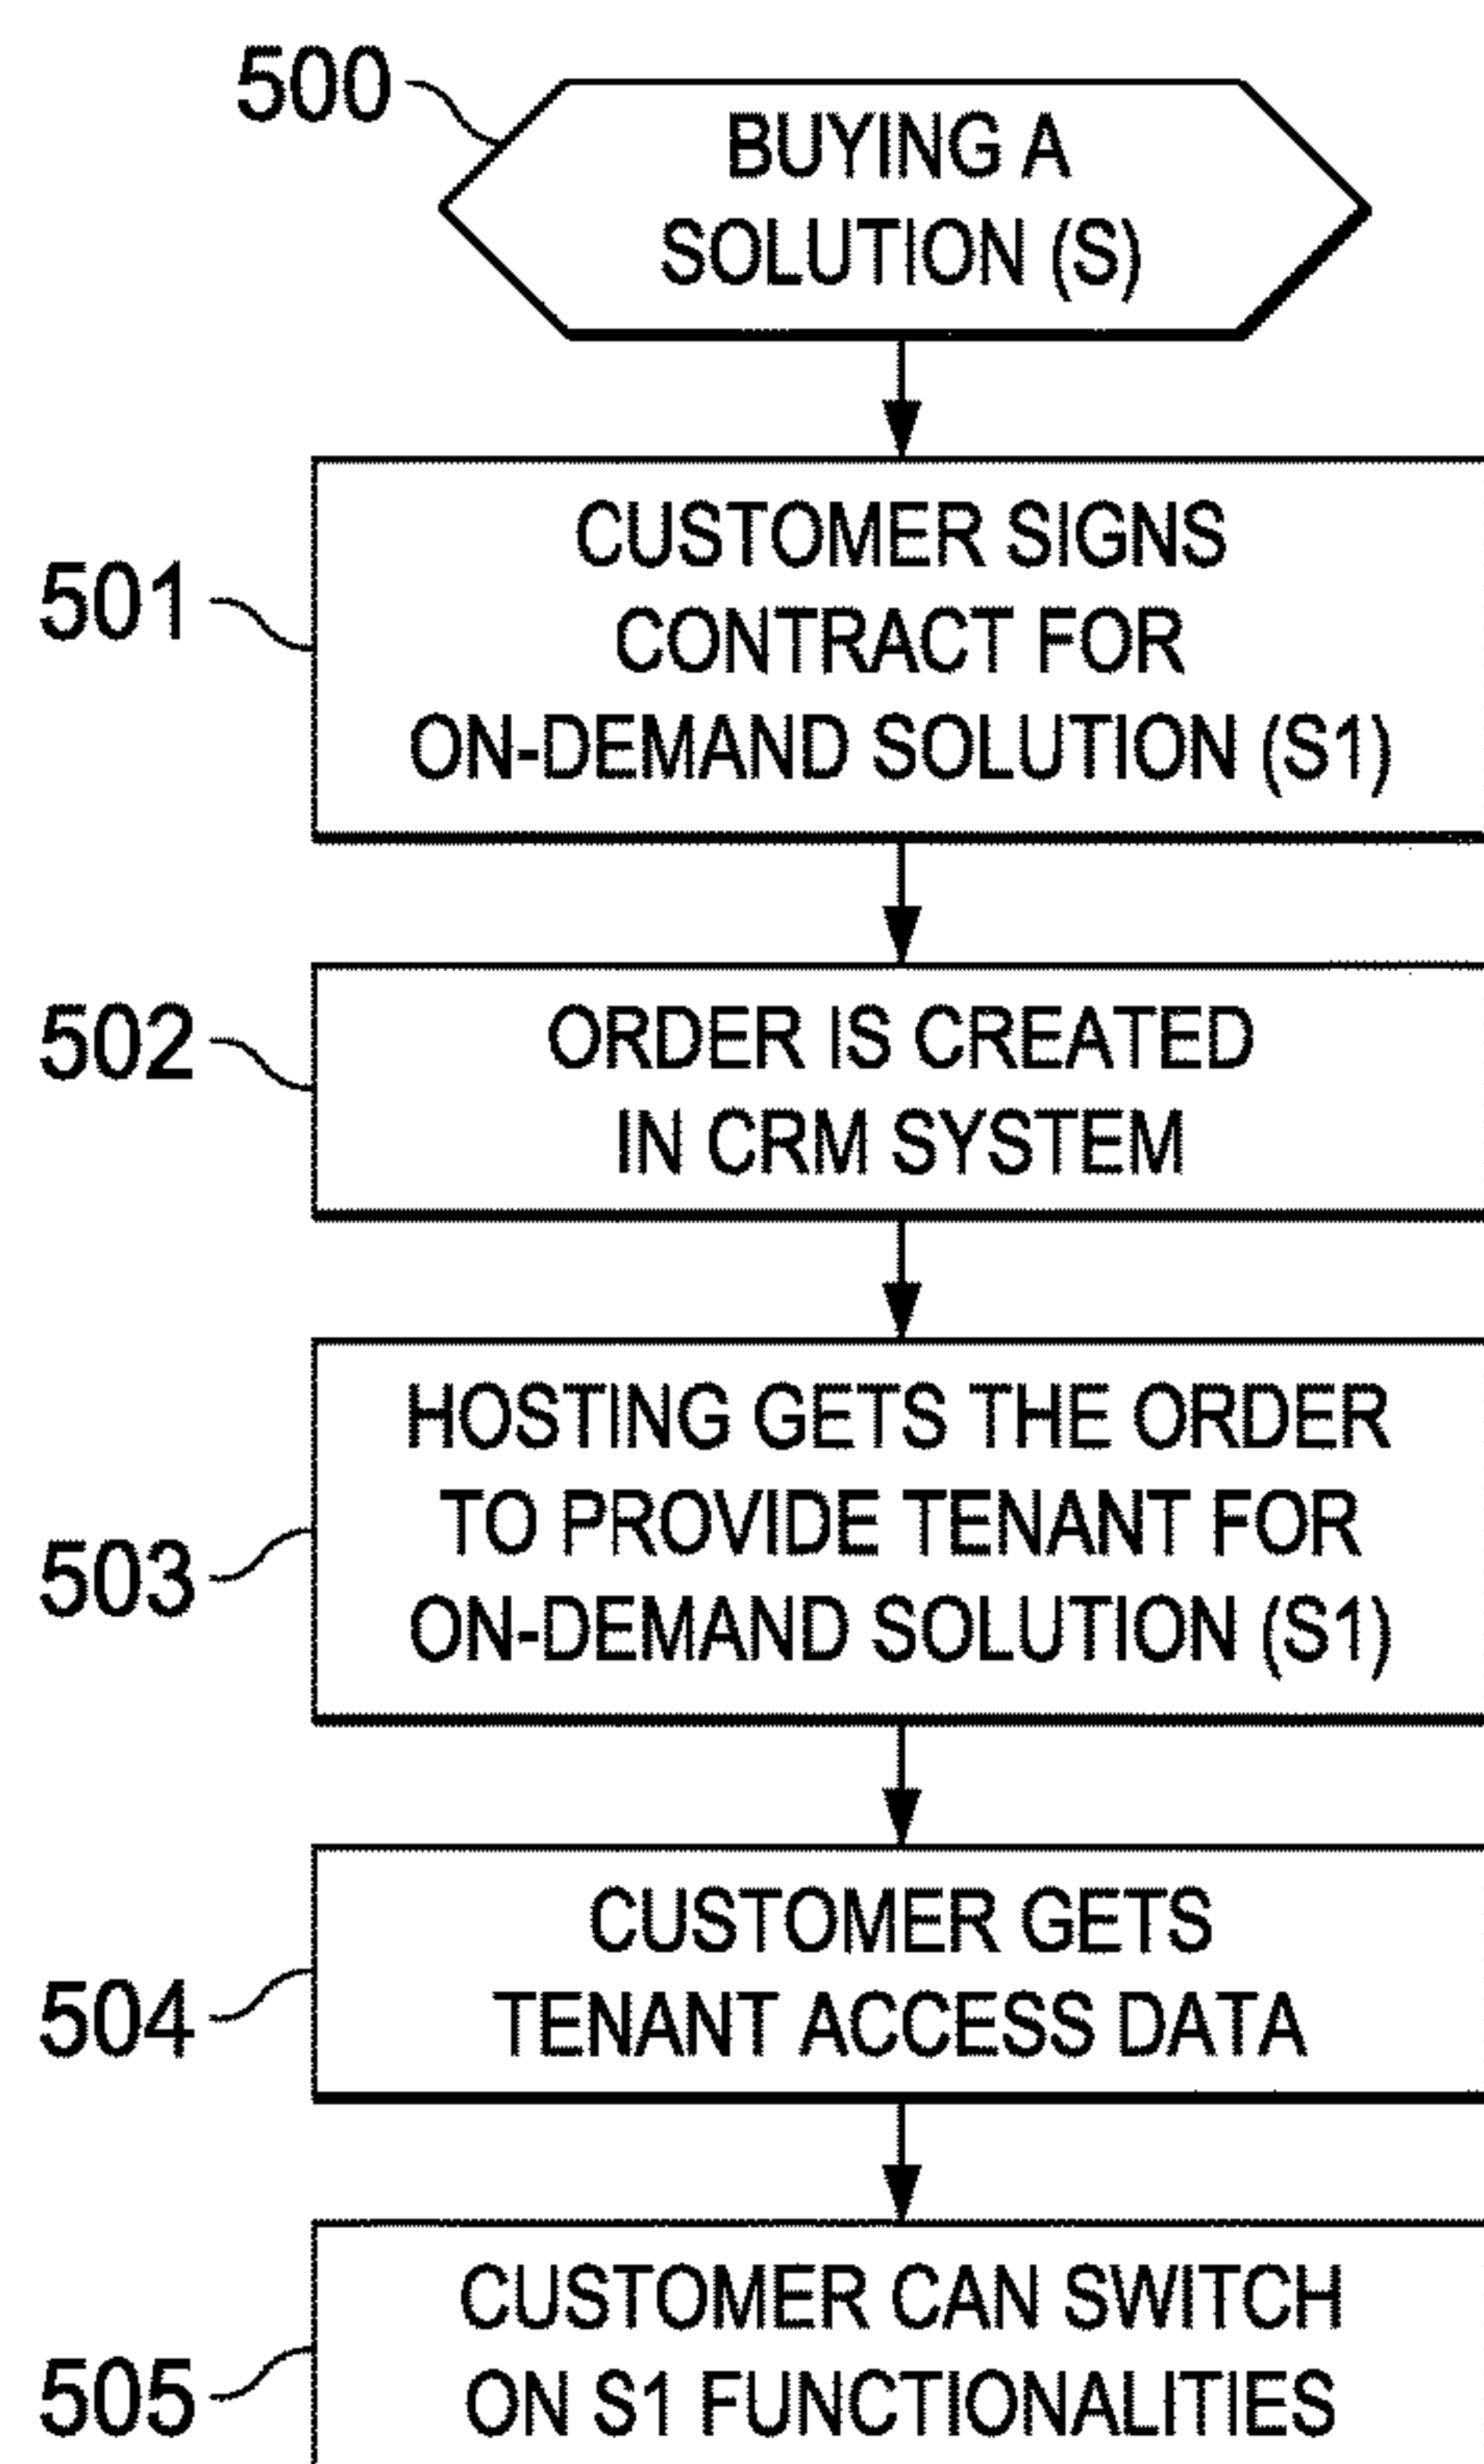 500
BUYING A
SOLUTION (S)
501
CUSTOMER SIGNS
CONTRACT FOR
ON-DEMAND SOLUTION (S1)
502
ORDER IS CREATED
IN CRM SYSTEM
503
HOSTING GETS THE ORDER
TO PROVIDE TENANT FOR
ON-DEMAND SOLUTION (S1)
504
CUSTOMER GETS
TENANT ACCESS DATA
505
CUSTOMER CAN SWITCH
ON S1 FUNCTIONALITIES